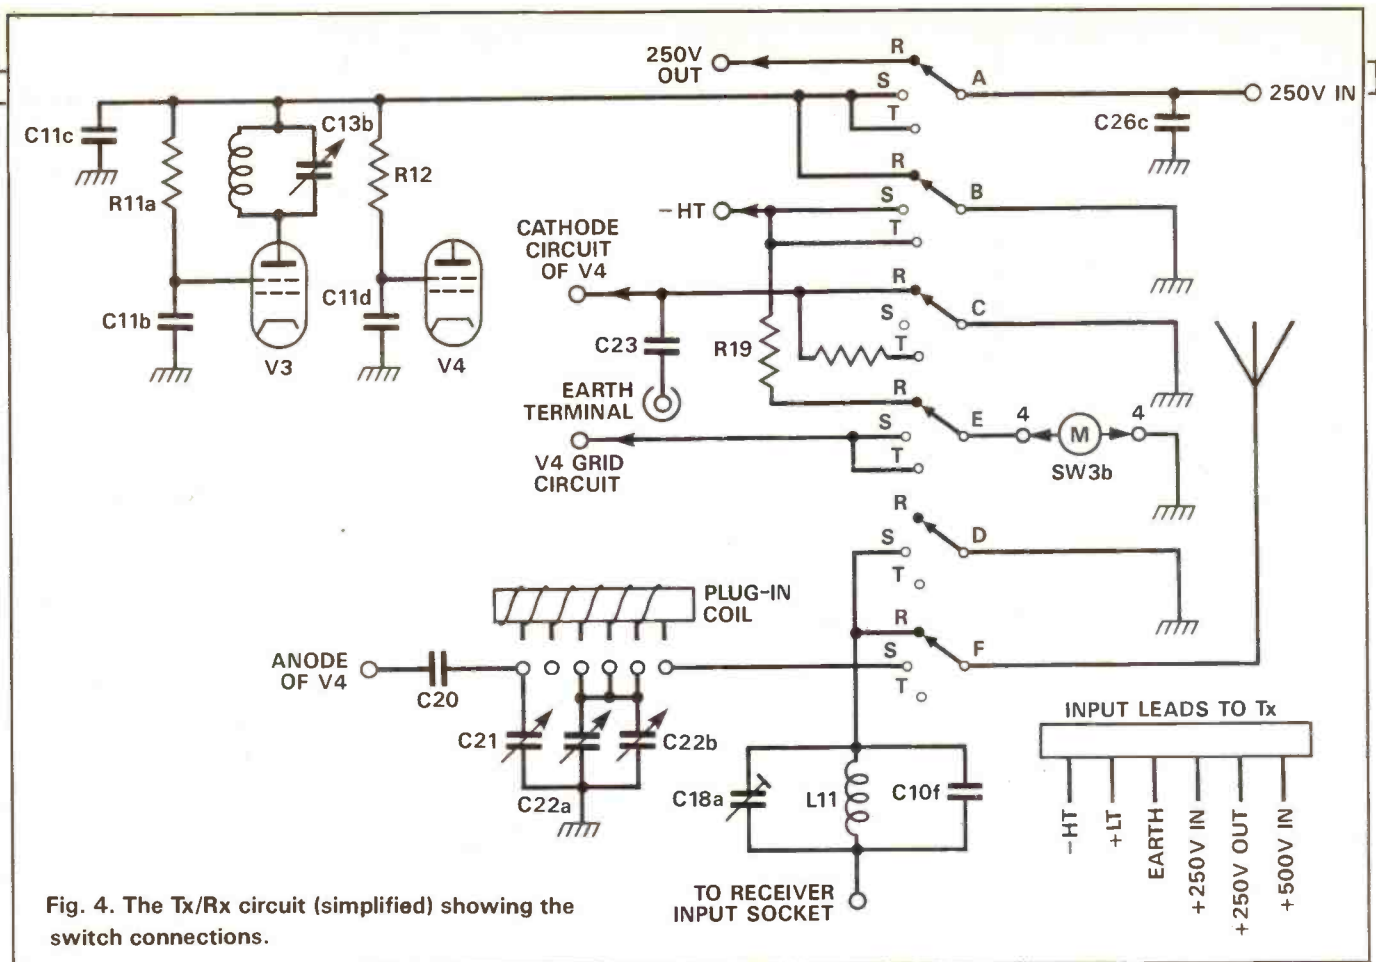 250V
OUT
R
S
T
A
250V IN
C26c
C11c
C13b
R11a
R12
C11b
C11d
V3
V4
R
S
T
B
–HT
CATHODE
CIRCUIT
OF V4
R
S
T
C
C23
R19
EARTH
TERMINAL
R
S
T
E
4
M
4
SW3b
V4 GRID
CIRCUIT
R
S
T
D
PLUG-IN
COIL
R
S
T
F
ANODE
OF V4
C20
C21
C22b
C22a
C18a
L11
C10f
TO RECEIVER
INPUT SOCKET
INPUT LEADS TO Tx
–HT
+LT
EARTH
+250V IN
+250V OUT
+500V IN
Fig. 4. The Tx/Rx circuit (simplified) showing the
switch connections.